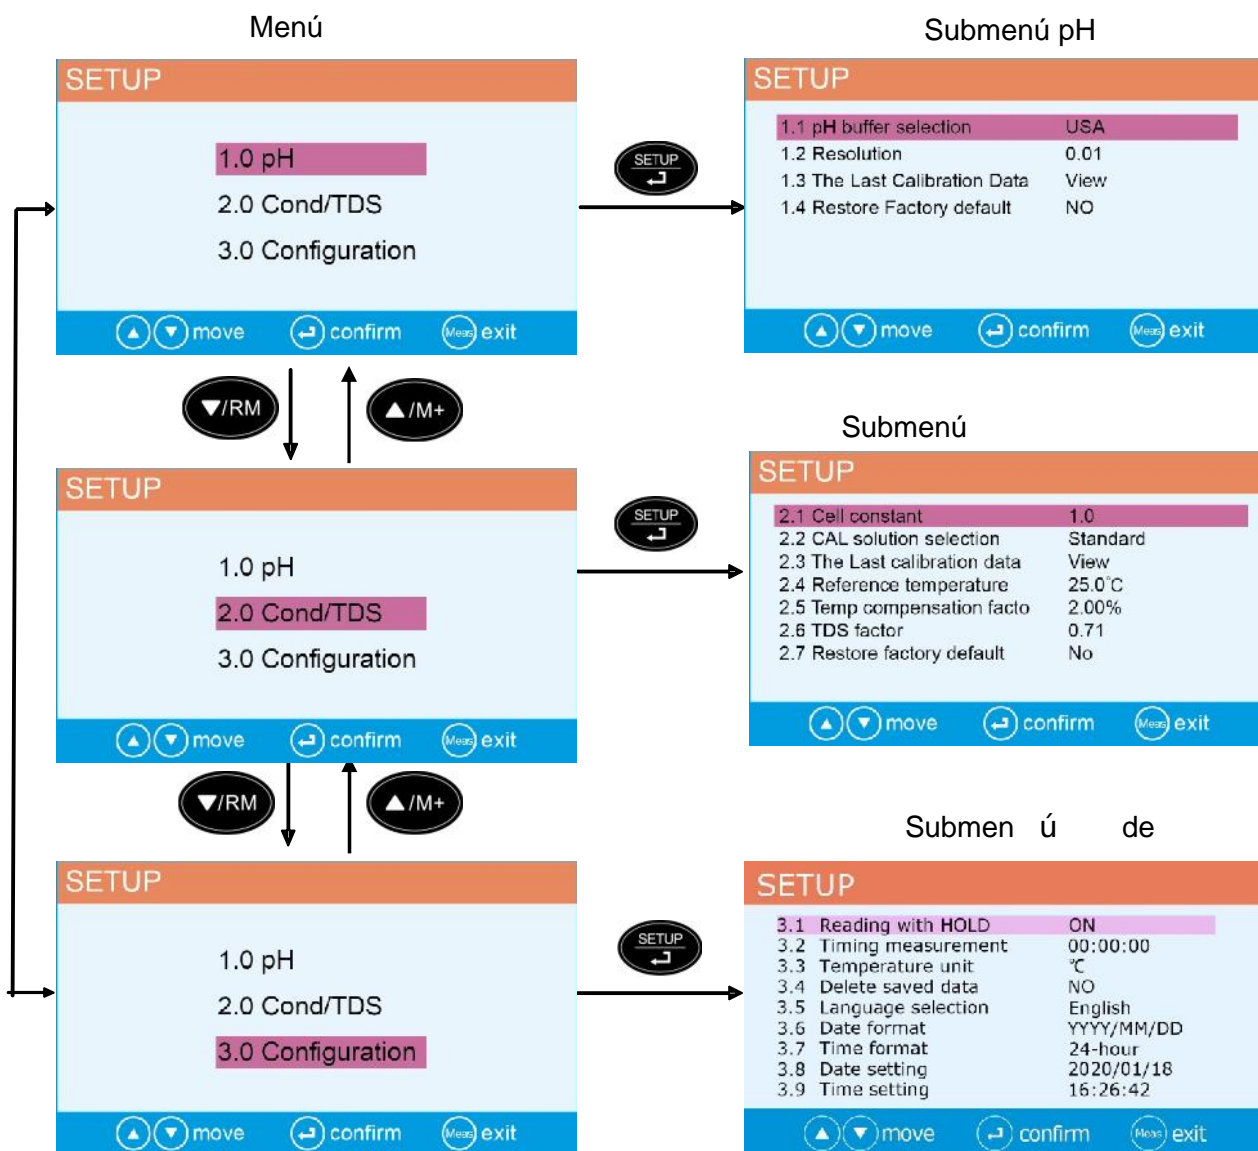 Menú
Submenú pH
SETUP
1.0 pH
2.0 Cond/TDS
3.0 Configuration
move confirm Meas exit
SETUP
SETUP
1.1 pH buffer selection USA
1.2 Resolution 0.01
1.3 The Last Calibration Data View
1.4 Restore Factory default NO
move confirm Meas exit
▼/RM
▲/M+
Submenú
SETUP
1.0 pH
2.0 Cond/TDS
3.0 Configuration
move confirm Meas exit
SETUP
SETUP
2.1 Cell constant 1.0
2.2 CAL solution selection Standard
2.3 The Last calibration data View
2.4 Reference temperature 25.0°C
2.5 Temp compensation facto 2.00%
2.6 TDS factor 0.71
2.7 Restore factory default No
move confirm Meas exit
▼/RM
▲/M+
Submen ú de
SETUP
1.0 pH
2.0 Cond/TDS
3.0 Configuration
move confirm Meas exit
SETUP
SETUP
3.1 Reading with HOLD ON
3.2 Timing measurement 00:00:00
3.3 Temperature unit °C
3.4 Delete saved data NO
3.5 Language selection English
3.6 Date format YYYY/MM/DD
3.7 Time format 24-hour
3.8 Date setting 2020/01/18
3.9 Time setting 16:26:42
move confirm Meas exit